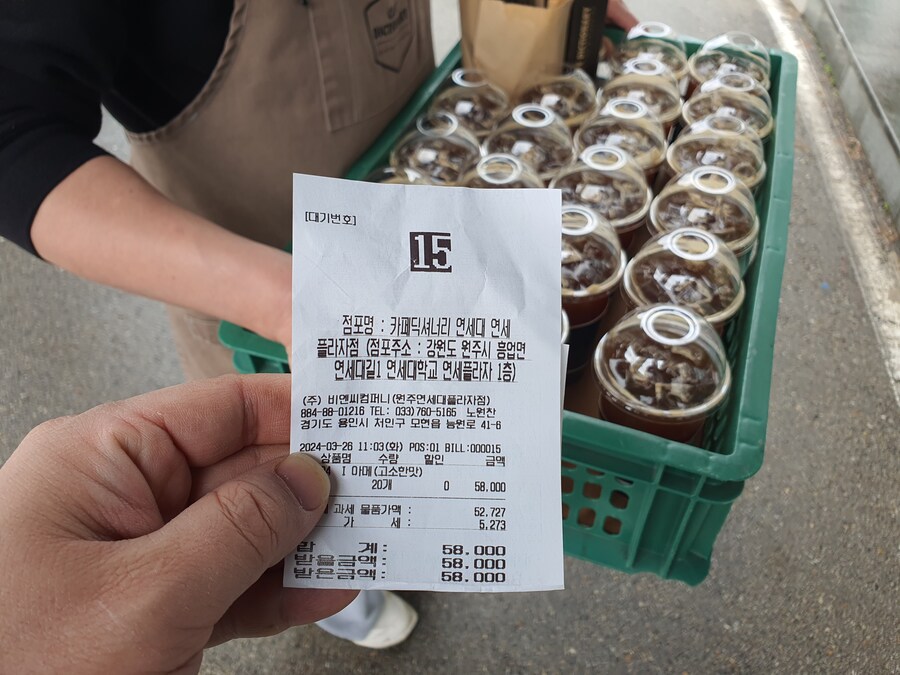 [대기번호]
15
점포명 : 카페딕셔너리 연세대 연세
플라자점 (점포주소 : 강원도 원주시 흥업면
연세대길1 연세대학교 연세플라자 1층)
(주) 비엔씨컴퍼니(원주연세대플라자점)
884-88-01216 TEL: 033)760-5165 노원찬
경기도 용인시 처인구 모현읍 능원로 41-6
2024-03-26 11:03(화) POS:01 BILL:000015
상품명 수량 할인 금액
I 아메(고소한맛)
20개 0 58,000
과세 물품가액 : 52,727
가 세 : 5,273
합 계: 58,000
받을금액: 58,000
받은금액: 58,000